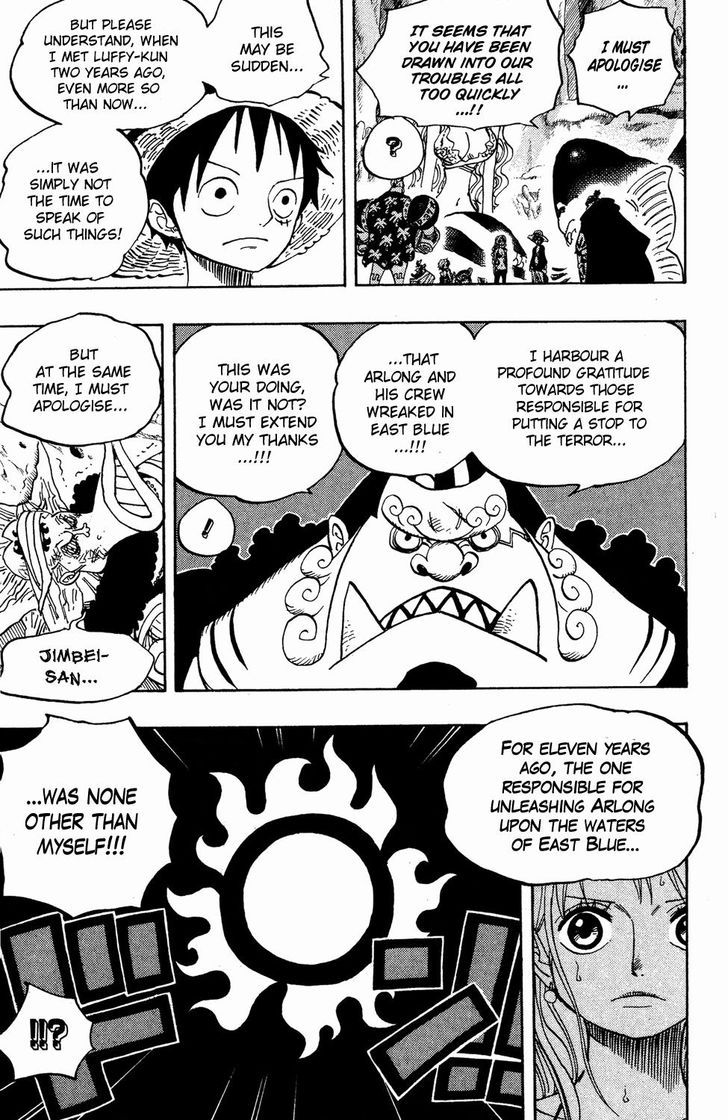 I MUST
APOLOGISE
...
IT SEEMS THAT
YOU HAVE BEEN
DRAWN INTO OUR
TROUBLES ALL
TOO QUICKLY
...!!
?
THIS
MAY BE
SUDDEN...
BUT PLEASE
UNDERSTAND, WHEN
I MET LUFFY-KUN
TWO YEARS AGO,
EVEN MORE SO
THAN NOW...
...IT WAS
SIMPLY NOT
THE TIME TO
SPEAK OF
SUCH THINGS!
I HARBOUR A
PROFOUND GRATITUDE
TOWARDS THOSE
RESPONSIBLE FOR
PUTTING A STOP TO
THE TERROR...
...THAT
ARLONG AND
HIS CREW
WREAKED IN
EAST BLUE
...!!!
THIS WAS
YOUR DOING,
WAS IT NOT?
I MUST EXTEND
YOU MY THANKS
...!!!
!
BUT
AT THE SAME
TIME, I MUST
APOLOGISE...
JIMBEI-
SAN...
FOR ELEVEN YEARS
AGO, THE ONE
RESPONSIBLE FOR
UNLEASHING ARLONG
UPON THE WATERS
OF EAST BLUE...
...WAS NONE
OTHER THAN
MYSELF!!!
!!?